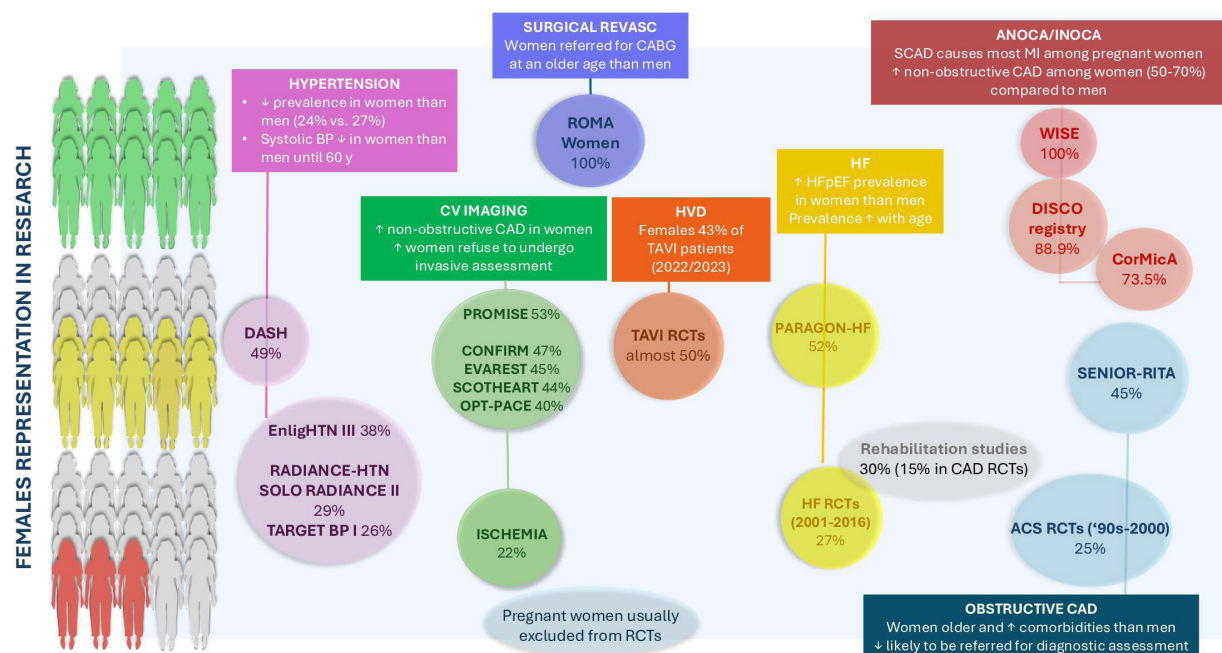 FEMALES REPRESENTATION IN RESEARCH
HYPERTENSION
• ↓ prevalence in women than
men (24% vs. 27%)
• Systolic BP ↓ in women than
men until 60 y
DASH
49%
EnligHTN III 38%
RADIANCE-HTN
SOLO RADIANCE II
29%
TARGET BP I 26%
SURGICAL REVASC
Women referred for CABG
at an older age than men
ROMA
Women
100%
CV IMAGING
↑ non-obstructive CAD in women
↑ women refuse to undergo
invasive assessment
PROMISE 53%
CONFIRM 47%
EVAREST 45%
SCOTHEART 44%
OPT-PACE 40%
ISCHEMIA
22%
Pregnant women usually
excluded from RCTs
HVD
Females 43% of
TAVI patients
(2022/2023)
TAVI RCTs
almost 50%
HF
↑ HFpEF prevalence
in women than men
Prevalence ↑ with age
PARAGON-HF
52%
Rehabilitation studies
30% (15% in CAD RCTs)
HF RCTs
(2001-2016)
27%
ANOCA/INOCA
SCAD causes most MI among pregnant women
↑ non-obstructive CAD among women (50-70%)
compared to men
WISE
100%
DISCO
registry
88.9%
CorMicA
73.5%
SENIOR-RITA
45%
ACS RCTs (‘90s-2000)
25%
OBSTRUCTIVE CAD
Women older and ↑ comorbidities than men
↓ likely to be referred for diagnostic assessment